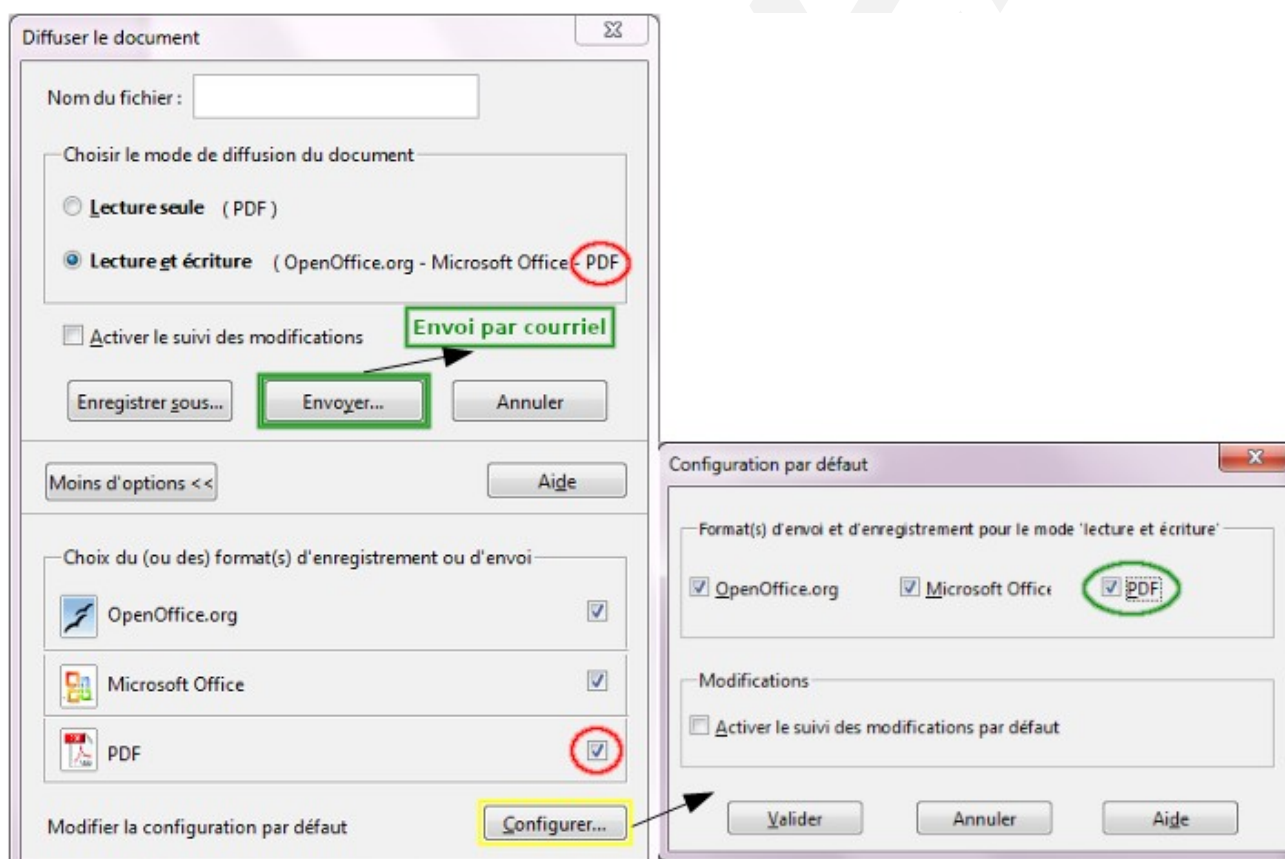 Diffuser le document
Nom du fichier :
Choisir le mode de diffusion du document
Lecture seule ( PDF )
Lecture et écriture ( OpenOffice.org - Microsoft Office - PDF
Activer le suivi des modifications
Envoi par courriel
Enregistrer sous... Envoyer... Annuler
Moins d'options << Aide
Choix du (ou des) format(s) d'enregistrement ou d'envoi
OpenOffice.org
Microsoft Office
PDF
Modifier la configuration par défaut Configurer...
Configuration par défaut
Format(s) d'envoi et d'enregistrement pour le mode 'lecture et écriture'
OpenOffice.org Microsoft Office PDF
Modifications
Activer le suivi des modifications par défaut
Valider Annuler Aide